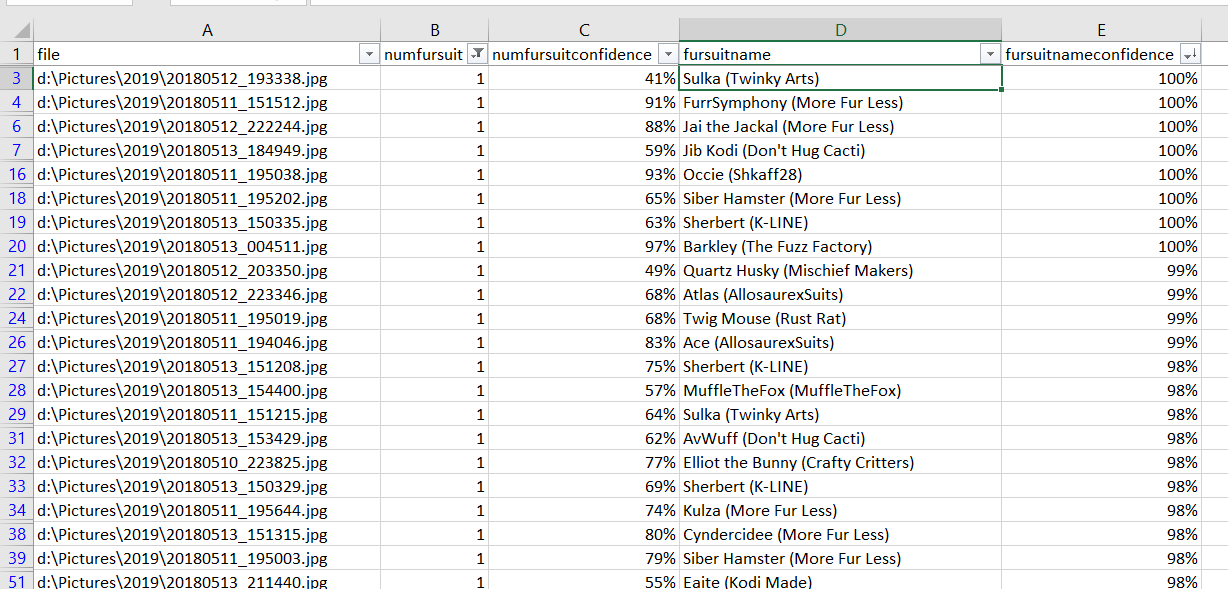 A B C D E
1 file numfursuit numfursuitconfidence fursuitname fursuitnameconfidence
3 d:\Pictures\2019\20180512_193338.jpg 1 41% Sulka (Twinky Arts) 100%
4 d:\Pictures\2019\20180511_151512.jpg 1 91% FurrSymphony (More Fur Less) 100%
6 d:\Pictures\2019\20180512_222244.jpg 1 88% Jai the Jackal (More Fur Less) 100%
7 d:\Pictures\2019\20180513_184949.jpg 1 59% Jib Kodi (Don't Hug Cacti) 100%
16 d:\Pictures\2019\20180511_195038.jpg 1 93% Occie (Shkaff28) 100%
18 d:\Pictures\2019\20180511_195202.jpg 1 65% Siber Hamster (More Fur Less) 100%
19 d:\Pictures\2019\20180513_150335.jpg 1 63% Sherbert (K-LINE) 100%
20 d:\Pictures\2019\20180513_004511.jpg 1 97% Barkley (The Fuzz Factory) 100%
21 d:\Pictures\2019\20180512_203350.jpg 1 49% Quartz Husky (Mischief Makers) 99%
22 d:\Pictures\2019\20180512_223346.jpg 1 68% Atlas (AllosaurexSuits) 99%
24 d:\Pictures\2019\20180511_195019.jpg 1 68% Twig Mouse (Rust Rat) 99%
26 d:\Pictures\2019\20180511_194046.jpg 1 83% Ace (AllosaurexSuits) 99%
27 d:\Pictures\2019\20180513_151208.jpg 1 75% Sherbert (K-LINE) 98%
28 d:\Pictures\2019\20180513_154400.jpg 1 57% MuffleTheFox (MuffleTheFox) 98%
29 d:\Pictures\2019\20180511_151215.jpg 1 64% Sulka (Twinky Arts) 98%
31 d:\Pictures\2019\20180513_153429.jpg 1 62% AvWuff (Don't Hug Cacti) 98%
32 d:\Pictures\2019\20180510_223825.jpg 1 77% Elliot the Bunny (Crafty Critters) 98%
33 d:\Pictures\2019\20180513_150329.jpg 1 69% Sherbert (K-LINE) 98%
34 d:\Pictures\2019\20180511_195644.jpg 1 74% Kulza (More Fur Less) 98%
38 d:\Pictures\2019\20180513_151315.jpg 1 80% Cyndercidee (More Fur Less) 98%
39 d:\Pictures\2019\20180511_195003.jpg 1 79% Siber Hamster (More Fur Less) 98%
51 d:\Pictures\2019\20180513_211440.jpg 1 55% Eaite (Kodi Made) 98%